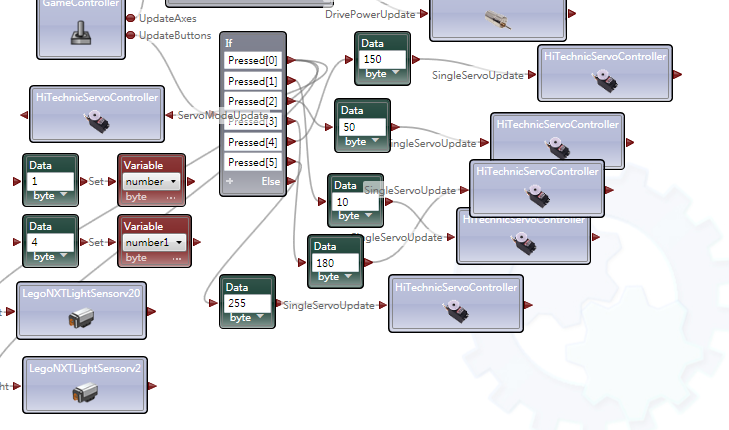 GameController
UpdateAxes
UpdateButtons
DrivePowerUpdate
If
Pressed[0]
Pressed[1]
Pressed[2]
Pressed[3]
Pressed[4]
Pressed[5]
+ Else
Data
150
byte
SingleServoUpdate
HiTechnicServoController
HiTechnicServoController
ServoModeUpdate
Data
50
byte
SingleServoUpdate
HiTechnicServoController
Data
1
byte
Set
Variable
number
byte ...
Data
10
byte
SingleServoUpdate
HiTechnicServoController
Data
4
byte
Set
Variable
number1
byte ...
SingleServoUpdate
HiTechnicServoController
Data
180
byte
Data
255
byte
SingleServoUpdate
HiTechnicServoController
LegoNXTLightSensorv20
LegoNXTLightSensorv2
ht